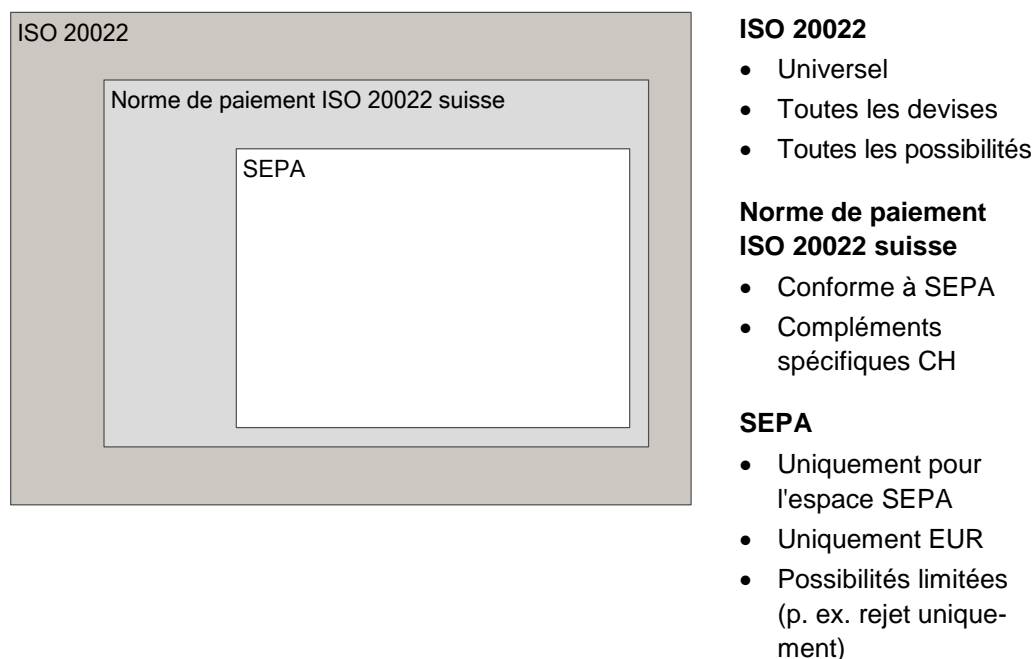 ISO 20022
Norme de paiement ISO 20022 suisse
SEPA
ISO 20022
• Universel
• Toutes les devises
• Toutes les possibilités
Norme de paiement
ISO 20022 suisse
• Conforme à SEPA
• Compléments
spécifiques CH
SEPA
• Uniquement pour
l'espace SEPA
• Uniquement EUR
• Possibilités limitées
(p. ex. rejet unique-
ment)